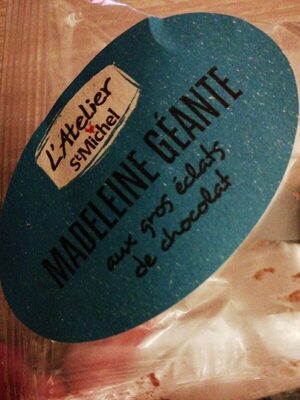 L'Atelier
St Michel
MADELEINE GÉANTE
aux gros éclats
de chocolat